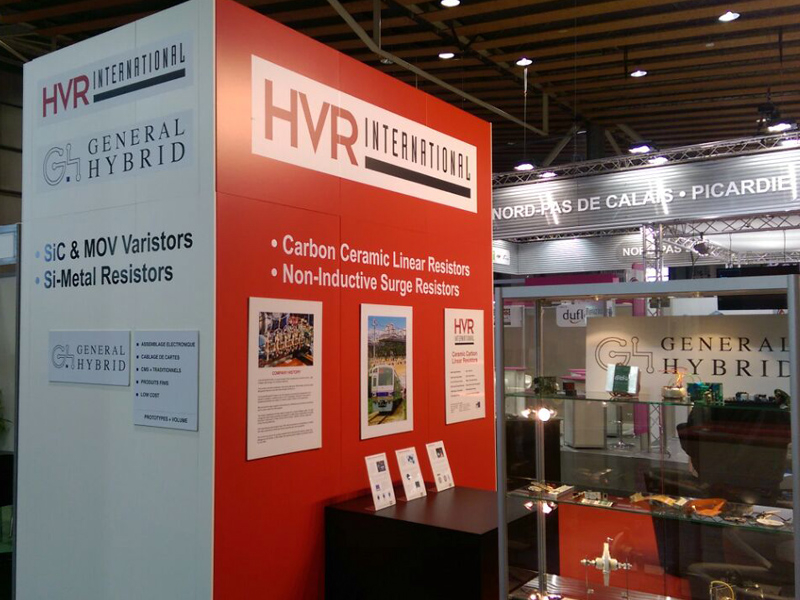 HVR INTERNATIONAL
GENERAL
HYBRID
• SiC & MOV Varistors
• Si-Metal Resistors
GENERAL
HYBRID
• ASSEMBLAGE ELECTRONIQUE
• CABLAGE DE CARTES
• CMS + TRADITIONNELS
• PRODUITS FINIS
• LOW COST
PROTOTYPES + VOLUME
HVR INTERNATIONAL
• Carbon Ceramic Linear Resistors
• Non-Inductive Surge Resistors
COMPANY HISTORY
HVR
INTERNATIONAL
Ceramic Carbon
Linear Resistors
NORD-PAS DE CALAIS • PICARDIE
NOR
dufl
GENERAL
HYBRID